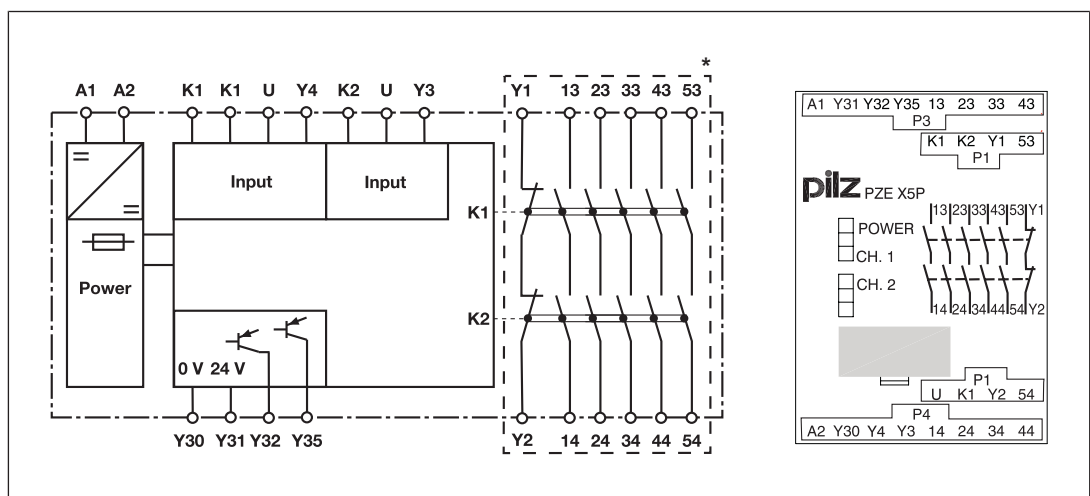 *
A1 A2 K1 K1 U Y4 K2 U Y3 Y1 13 23 33 43 53
Input Input
K1
Power
K2
0 V 24 V
Y30 Y31 Y32 Y35 Y2 14 24 34 44 54
A1 Y31 Y32 Y35 13 23 33 43
P3
K1 K2 Y1 53
P1
pilz PZE X5P
13 23 33 43 53 Y1
POWER
CH. 1
CH. 2
14 24 34 44 54 Y2
P1
U K1 Y2 54
P4
A2 Y30 Y4 Y3 14 24 34 44